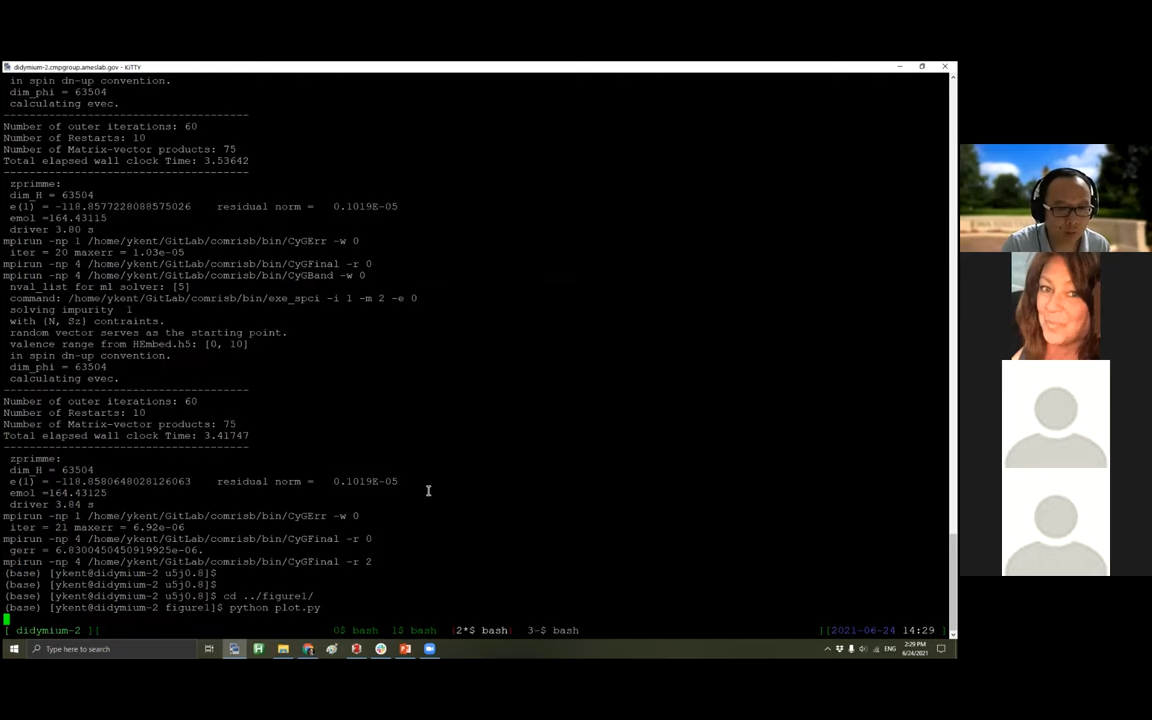 didymium-2.cmpgroup.ameslab.gov - KiTTY
in spin dn-up convention.
dim_phi = 63504
calculating evec.
---------------------------------------
Number of outer iterations: 60
Number of Restarts: 10
Number of Matrix-vector products: 75
Total elapsed wall clock Time: 3.53642
---------------------------------------
zprimme:
dim_H = 63504
e(1) = -118.8577228088575026    residual norm =   0.1019E-05
emol =164.43115
driver 3.80 s
mpirun -np 1 /home/ykent/GitLab/comrisb/bin/CyGErr -w 0
iter = 20 maxerr = 1.03e-05
mpirun -np 4 /home/ykent/GitLab/comrisb/bin/CyGFinal -r 0
mpirun -np 4 /home/ykent/GitLab/comrisb/bin/CyGBand -w 0
nval_list for ml solver: [5]
command: /home/ykent/GitLab/comrisb/bin/exe_spci -i 1 -m 2 -e 0
solving impurity  1
with {N, Sz} contraints.
random vector serves as the starting point.
valence range from HEmbed.h5: [0, 10]
in spin dn-up convention.
dim_phi = 63504
calculating evec.
---------------------------------------
Number of outer iterations: 60
Number of Restarts: 10
Number of Matrix-vector products: 75
Total elapsed wall clock Time: 3.41747
---------------------------------------
zprimme:
dim_H = 63504
e(1) = -118.8580648028126063    residual norm =   0.1019E-05
emol =164.43125
driver 3.84 s
mpirun -np 1 /home/ykent/GitLab/comrisb/bin/CyGErr -w 0
iter = 21 maxerr = 6.92e-06
mpirun -np 4 /home/ykent/GitLab/comrisb/bin/CyGFinal -r 0
gerr = 6.8300450450919925e-06.
mpirun -np 4 /home/ykent/GitLab/comrisb/bin/CyGFinal -r 2
(base) [ykent@didymium-2 u5j0.8]$
(base) [ykent@didymium-2 u5j0.8]$
(base) [ykent@didymium-2 u5j0.8]$ cd ../figure1/
(base) [ykent@didymium-2 figure1]$ python plot.py
[ didymium-2 ][ 0$ bash 1$ bash (2*$ bash) 3-$ bash ][2021-06-24 14:29 ]
Type here to search ENG 2:29 PM
6/24/2021